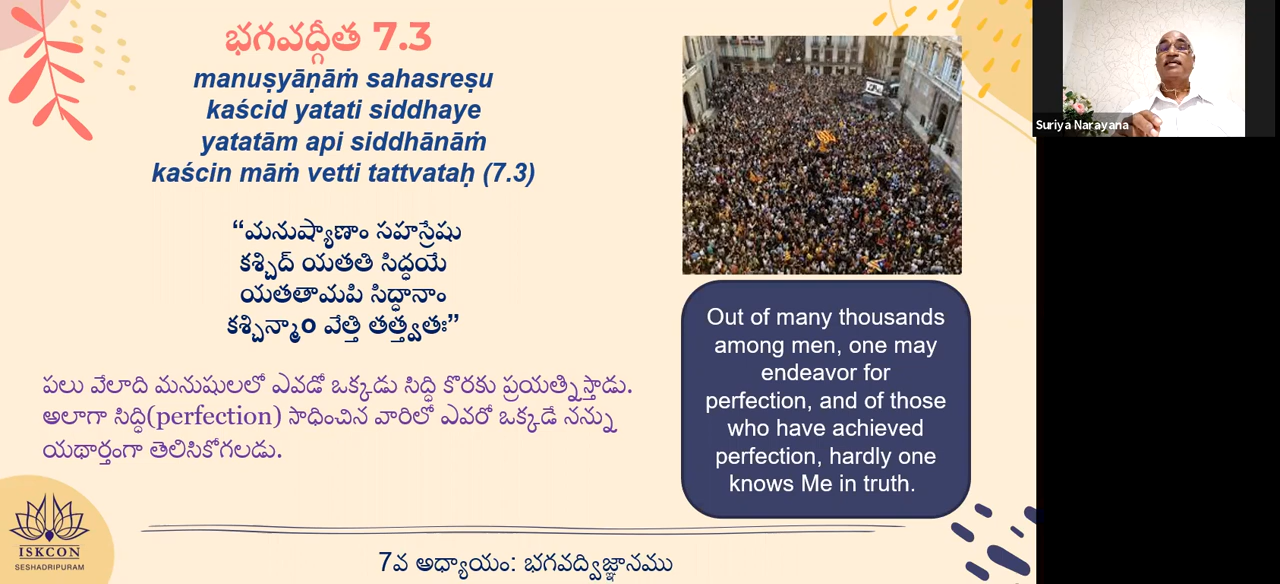 భగవద్గీత 7.3
manuṣyāṇāṁ sahasreṣu
kaścid yatati siddhaye
yatatām api siddhānāṁ
kaścin māṁ vetti tattvataḥ (7.3)
“మనుష్యాణాం సహస్రేషు
కశ్చిద్ యతతి సిద్ధయే
యతతామపి సిద్ధానాం
కశ్చిన్మాం వేత్తి తత్త్వతః”
పలు వేలాది మనుషులలో ఎవడో ఒక్కడు సిద్ధి కొరకు ప్రయత్నిస్తాడు.
అలాగా సిద్ధి(perfection) సాధించిన వారిలో ఎవరో ఒక్కడే నన్ను
యథార్తంగా తెలిసికోగలడు.
Out of many thousands
among men, one may
endeavor for
perfection, and of those
who have achieved
perfection, hardly one
knows Me in truth.
7వ అధ్యాయం: భగవద్విజ్ఞానము
ISKCON
SESHADRIPURAM
Suriya Narayana